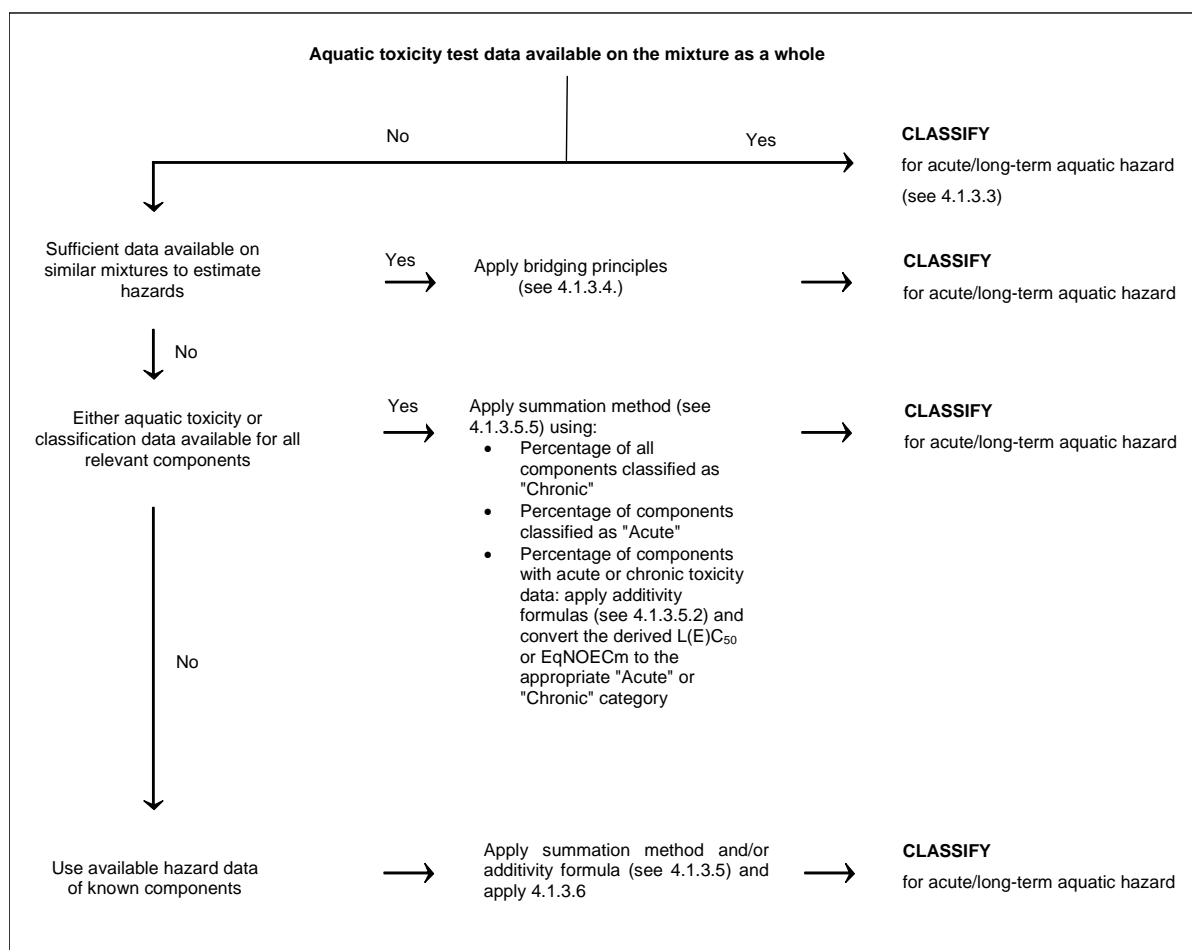 Aquatic toxicity test data available on the mixture as a whole
No
Yes
CLASSIFY
for acute/long-term aquatic hazard
(see 4.1.3.3)
Sufficient data available on
similar mixtures to estimate
hazards
Yes
Apply bridging principles
(see 4.1.3.4.)
CLASSIFY
for acute/long-term aquatic hazard
No
Either aquatic toxicity or
classification data available for all
relevant components
Yes
Apply summation method (see
4.1.3.5.5) using:
• Percentage of all
components classified as
"Chronic"
• Percentage of components
classified as "Acute"
• Percentage of components
with acute or chronic toxicity
data: apply additivity
formulas (see 4.1.3.5.2) and
convert the derived L(E)C₅₀
or EqNOECm to the
appropriate "Acute" or
"Chronic" category
CLASSIFY
for acute/long-term aquatic hazard
No
Use available hazard data
of known components
Apply summation method and/or
additivity formula (see 4.1.3.5) and
apply 4.1.3.6
CLASSIFY
for acute/long-term aquatic hazard